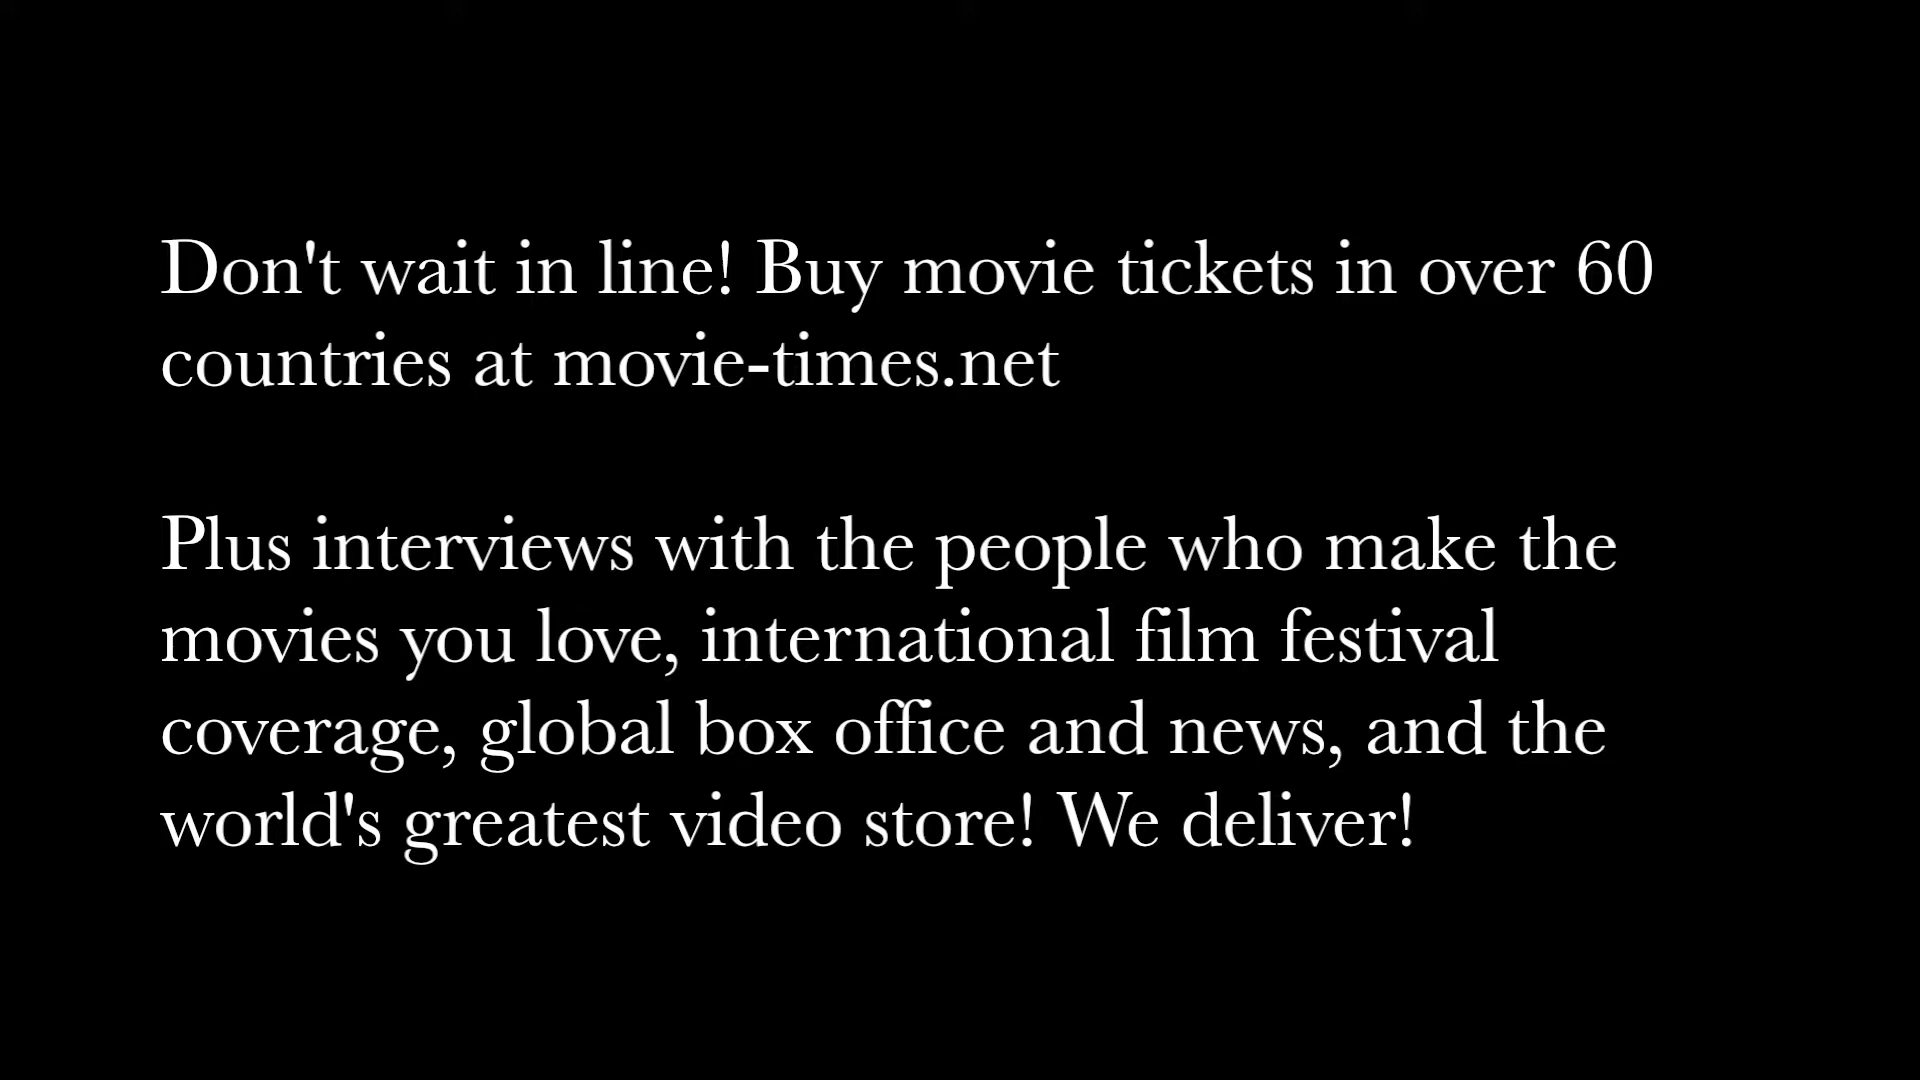 Don't wait in line! Buy movie tickets in over 60
countries at movie-times.net
Plus interviews with the people who make the
movies you love, international film festival
coverage, global box office and news, and the
world's greatest video store! We deliver!